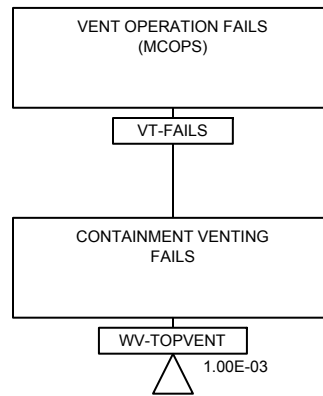 VENT OPERATION FAILS
(MCOPS)
VT-FAILS
CONTAINMENT VENTING
FAILS
WV-TOPVENT
1.00E-03